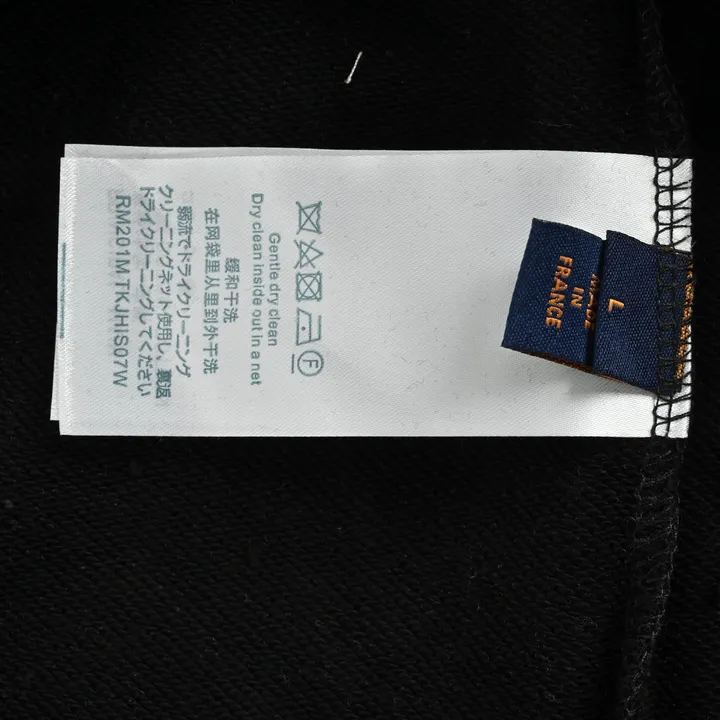 Gentle dry clean
Dry clean inside out in a net
缓和干洗
在网袋里从里到外干洗
弱流でドライクリーニング
クリーニングネット使用し、裏返
ドライクリーニングしてください
RM201M TKJHIS07W
F
L
MADE
IN
FRANCE